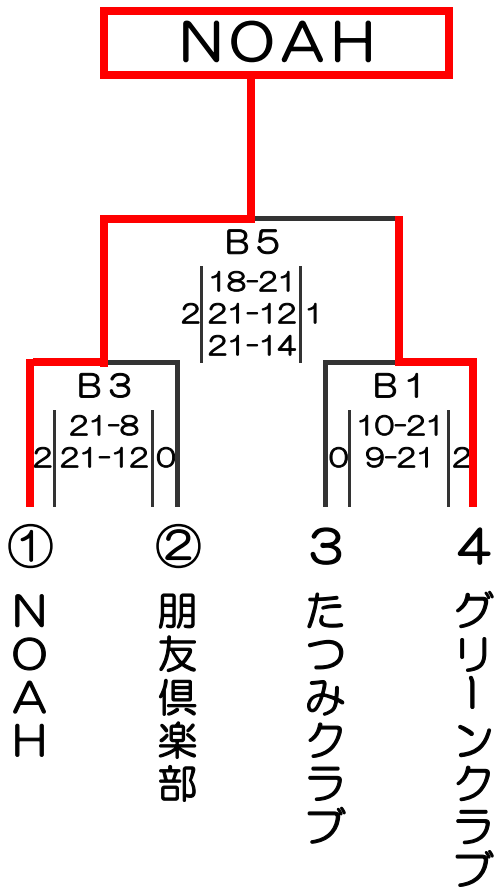 NOAH
B5
18-21
2 21-12 1
21-14
B3
21-8
2 21-12 0
B1
10-21
0 9-21 2
① NOAH
② 朋友倶楽部
3 たつみクラブ
4 グリーンクラブ